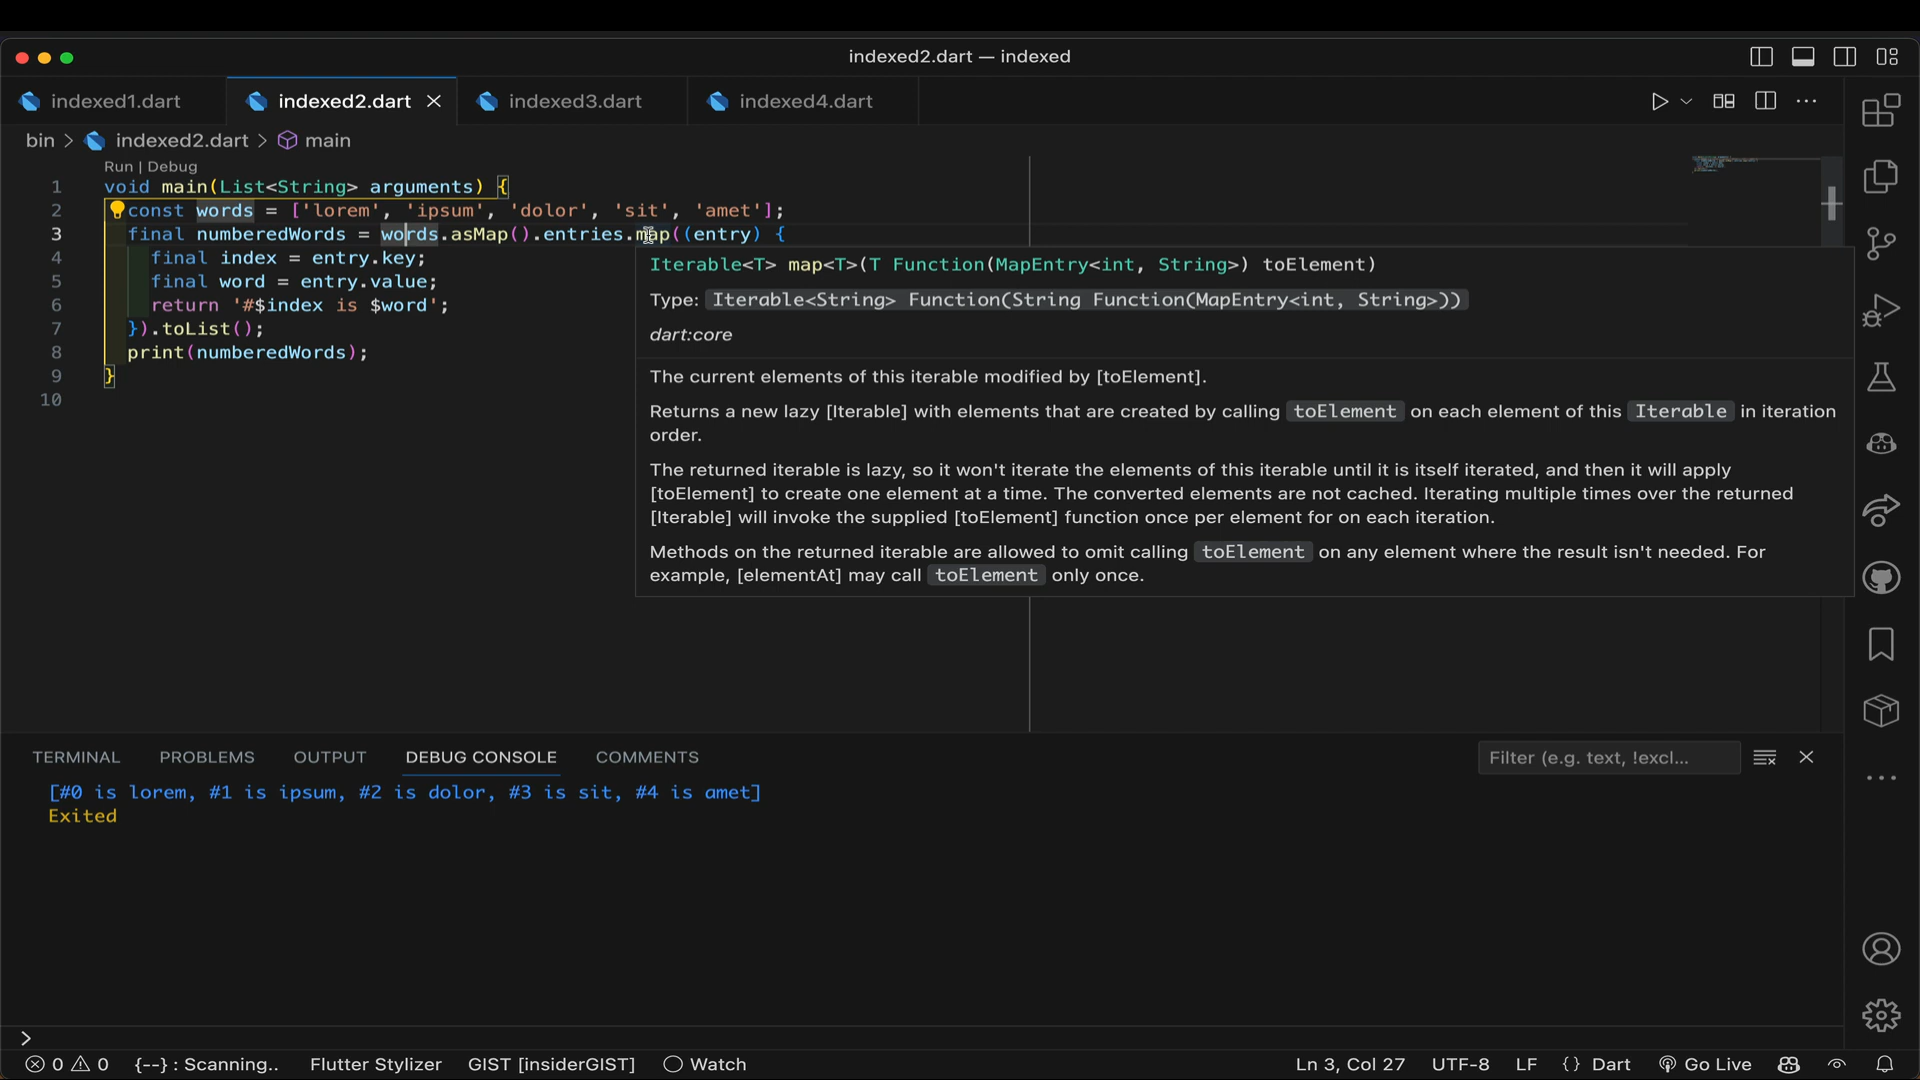 indexed2.dart — indexed
indexed1.dart
indexed2.dart
indexed3.dart
indexed4.dart
bin > indexed2.dart > main
Run | Debug
1 void main(List<String> arguments) {
2 const words = ['lorem', 'ipsum', 'dolor', 'sit', 'amet'];
3 final numberedWords = words.asMap().entries.map((entry) {
4 final index = entry.key;
5 final word = entry.value;
6 return '#$index is $word';
7 }).toList();
8 print(numberedWords);
9 }
10
Iterable<T> map<T>(T Function(MapEntry<int, String>) toElement)
Type: Iterable<String> Function(String Function(MapEntry<int, String>))
dart:core
The current elements of this iterable modified by [toElement].
Returns a new lazy [Iterable] with elements that are created by calling toElement on each element of this Iterable in iteration
order.
The returned iterable is lazy, so it won't iterate the elements of this iterable until it is itself iterated, and then it will apply
[toElement] to create one element at a time. The converted elements are not cached. Iterating multiple times over the returned
[Iterable] will invoke the supplied [toElement] function once per element for on each iteration.
Methods on the returned iterable are allowed to omit calling toElement on any element where the result isn't needed. For
example, [elementAt] may call toElement only once.
TERMINAL PROBLEMS OUTPUT DEBUG CONSOLE COMMENTS
Filter (e.g. text, !excl...
[#0 is lorem, #1 is ipsum, #2 is dolor, #3 is sit, #4 is amet]
Exited
>
0 0 {--} : Scanning.. Flutter Stylizer GIST [insiderGIST] Watch Ln 3, Col 27 UTF-8 LF {} Dart Go Live